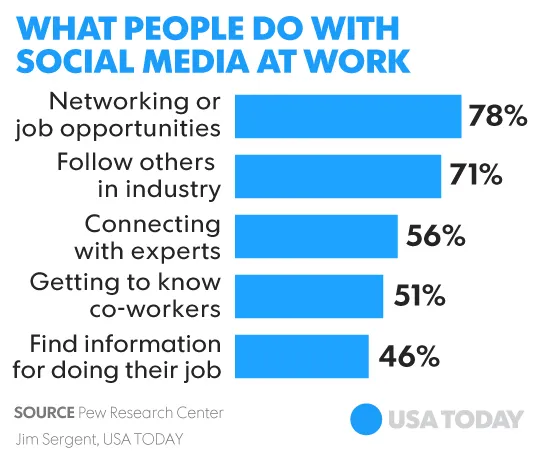 WHAT PEOPLE DO WITH
SOCIAL MEDIA AT WORK
Networking or
job opportunities
78%
Follow others
in industry
71%
Connecting
with experts
56%
Getting to know
co-workers
51%
Find information
for doing their job
46%
SOURCE Pew Research Center
Jim Sergent, USA TODAY
USA TODAY